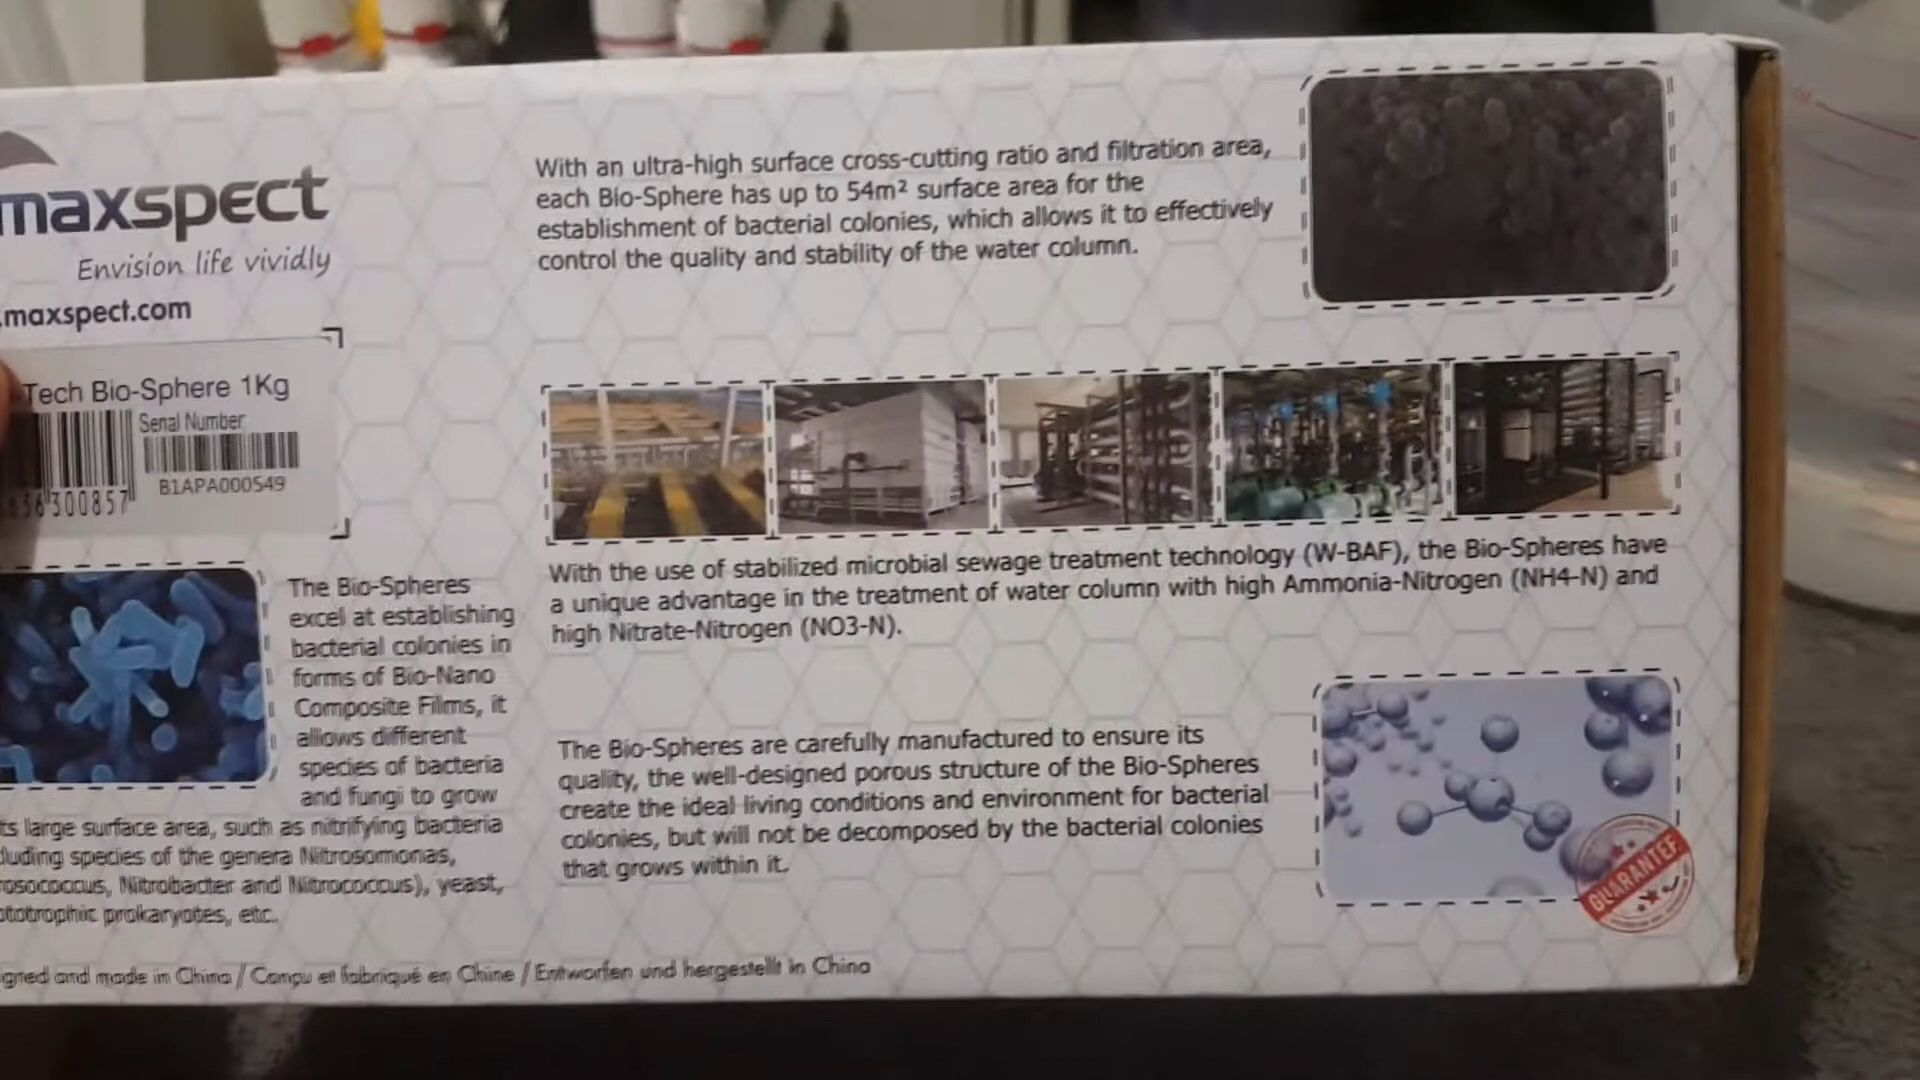 maxspect
Envision life vividly
.maxspect.com
Tech Bio-Sphere 1Kg
Serial Number
B1APA000549
300857
The Bio-Spheres
excel at establishing
bacterial colonies in
forms of Bio-Nano
Composite Films, it
allows different
species of bacteria
and fungi to grow
large surface area, such as nitrifying bacteria
species of the genera Nitrosomonas,
Nitrobacter and Nitrococcus), yeast,
prokaryotes, etc.
With an ultra-high surface cross-cutting ratio and filtration area,
each Bio-Sphere has up to 54m² surface area for the
establishment of bacterial colonies, which allows it to effectively
control the quality and stability of the water column.
With the use of stabilized microbial sewage treatment technology (W-BAF), the Bio-Spheres have
a unique advantage in the treatment of water column with high Ammonia-Nitrogen (NH4-N) and
high Nitrate-Nitrogen (NO3-N).
The Bio-Spheres are carefully manufactured to ensure its
quality, the well-designed porous structure of the Bio-Spheres
create the ideal living conditions and environment for bacterial
colonies, but will not be decomposed by the bacterial colonies
that grows within it.
GUARANTEE
and made in China / Conçu et fabriqué en Chine / Entworfen und hergestellt in China